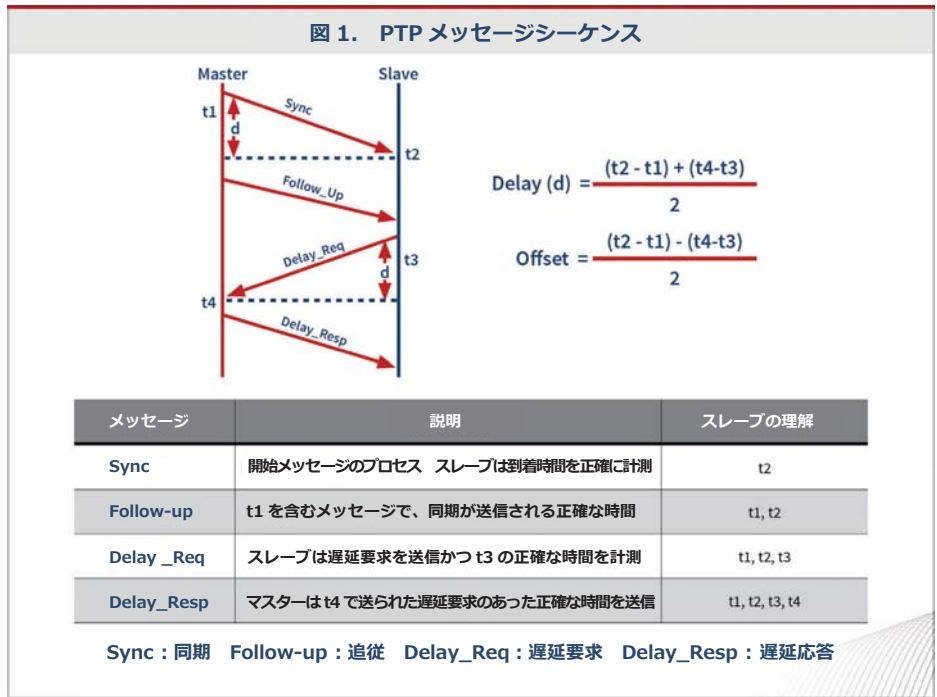 図 1. PTP メッセージシーケンス
Master Slave
t1
Sync
d
t2
Follow_Up
Delay_Req
t3
d
t4
Delay_Resp
Delay (d) = (t2 - t1) + (t4-t3)
2
Offset = (t2 - t1) - (t4-t3)
2
メッセージ 説明 スレーブの理解
Sync 開始メッセージのプロセス スレーブは到着時間を正確に計測 t2
Follow-up t1 を含むメッセージで、同期が送信される正確な時間 t1, t2
Delay _Req スレーブは遅延要求を送信かつ t3 の正確な時間を計測 t1, t2, t3
Delay_Resp マスターは t4 で送られた遅延要求のあった正確な時間を送信 t1, t2, t3, t4
Sync：同期 Follow-up：追従 Delay_Req：遅延要求 Delay_Resp：遅延応答